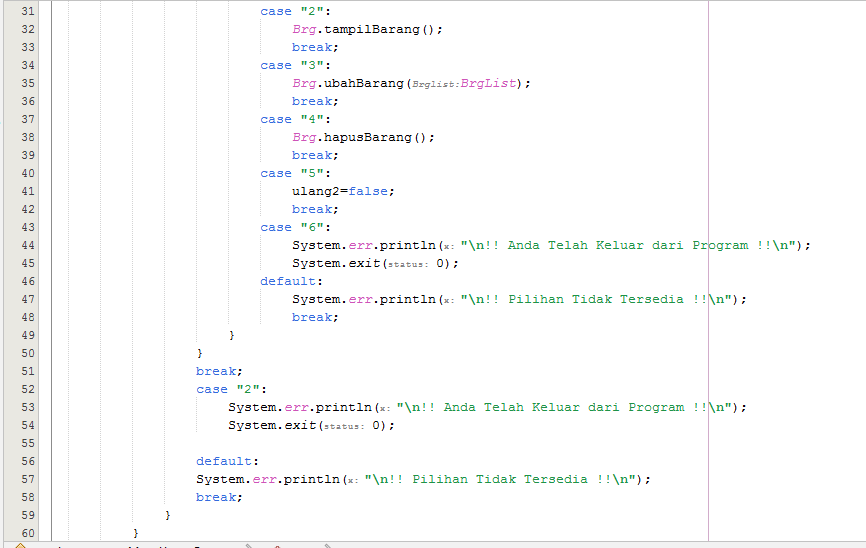 31 case "2":
32 Brg.tampilBarang();
33 break;
34 case "3":
35 Brg.ubahBarang(Brglist:BrgList);
36 break;
37 case "4":
38 Brg.hapusBarang();
39 break;
40 case "5":
41 ulang2=false;
42 break;
43 case "6":
44 System.err.println(x: "\n!! Anda Telah Keluar dari Program !!\n");
45 System.exit(status: 0);
46 default:
47 System.err.println(x: "\n!! Pilihan Tidak Tersedia !!\n");
48 break;
49 }
50 }
51 break;
52 case "2":
53 System.err.println(x: "\n!! Anda Telah Keluar dari Program !!\n");
54 System.exit(status: 0);
55
56 default:
57 System.err.println(x: "\n!! Pilihan Tidak Tersedia !!\n");
58 break;
59 }
60 }